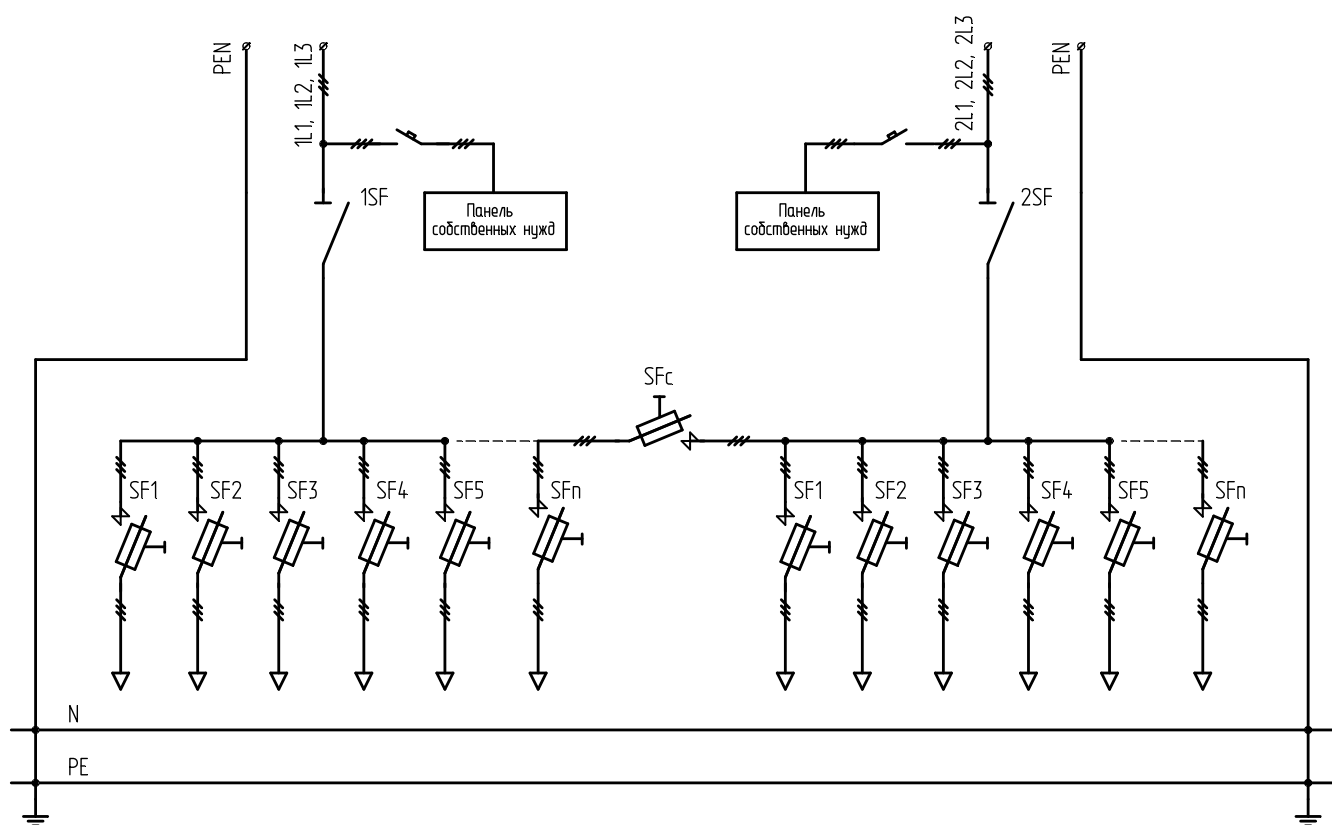 PEN
1L1, 1L2, 1L3
2L1, 2L2, 2L3
PEN
1SF
Панель
собственных нужд
Панель
собственных нужд
2SF
SFc
SF1
SF2
SF3
SF4
SF5
SFn
SF1
SF2
SF3
SF4
SF5
SFn
N
PE